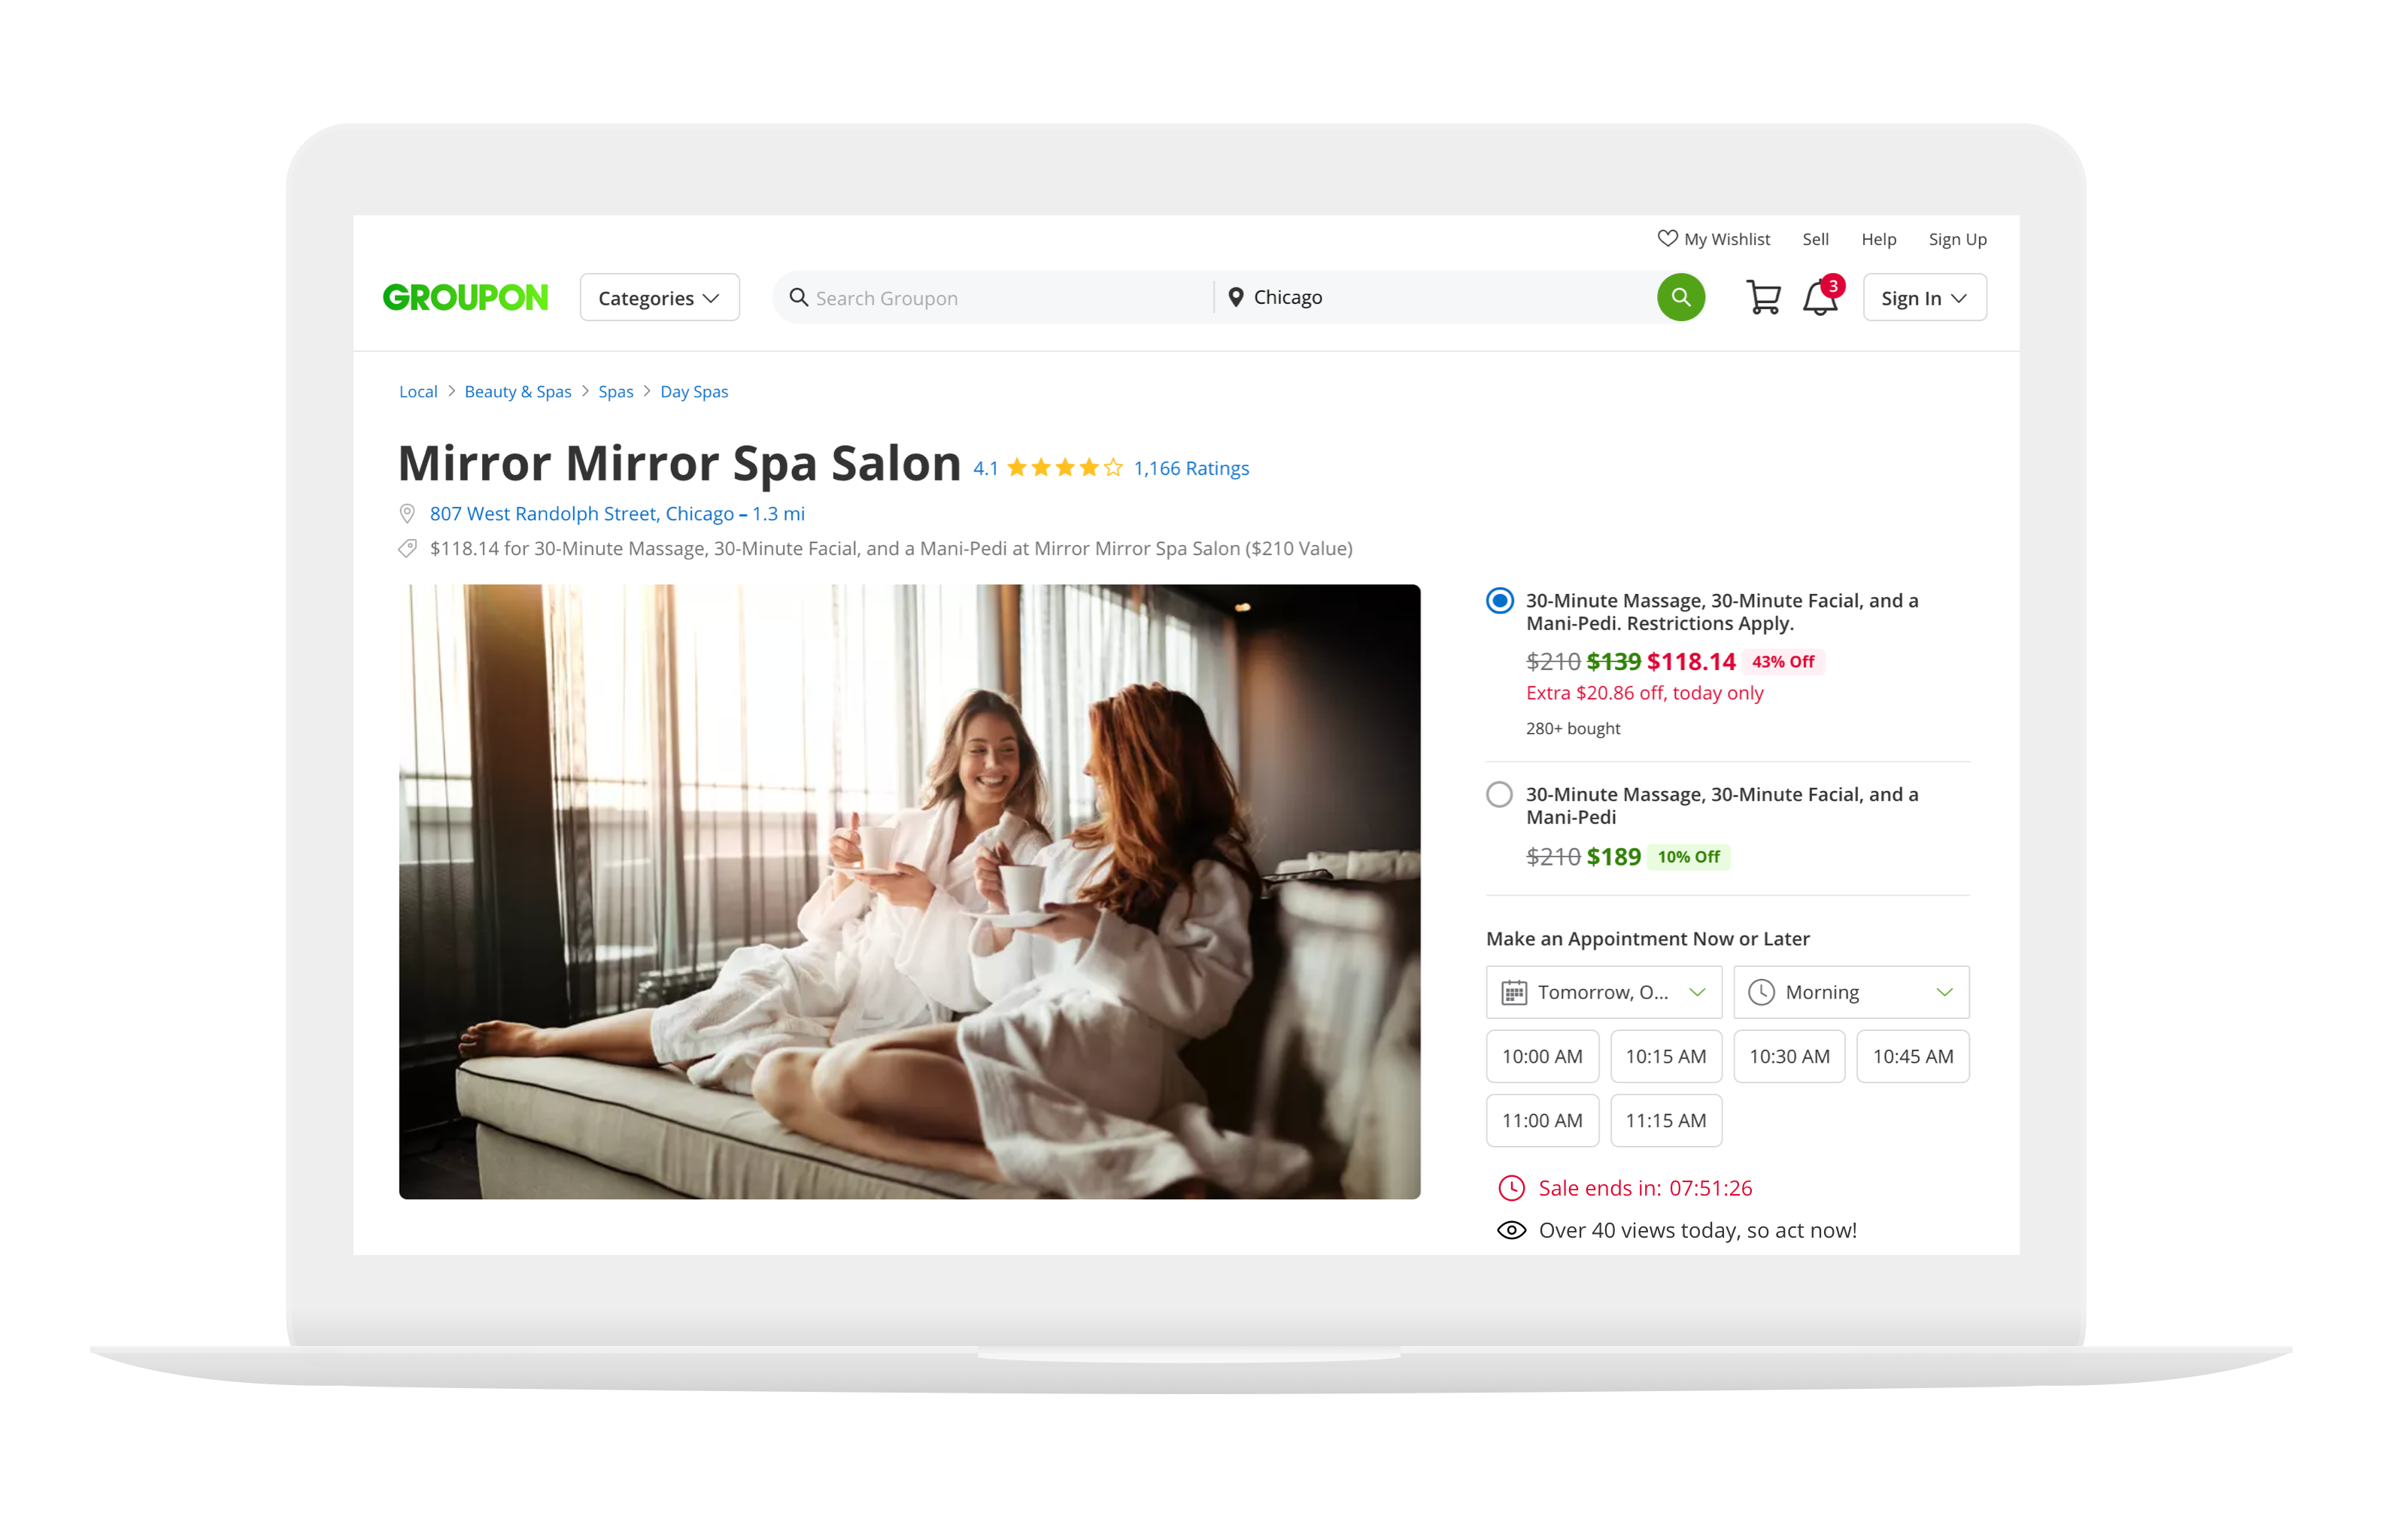 My Wishlist Sell Help Sign Up
GROUPON Categories Search Groupon Chicago 3 Sign In
Local > Beauty & Spas > Spas > Day Spas
Mirror Mirror Spa Salon 4.1 1,166 Ratings
807 West Randolph Street, Chicago – 1.3 mi
$118.14 for 30-Minute Massage, 30-Minute Facial, and a Mani-Pedi at Mirror Mirror Spa Salon ($210 Value)
30-Minute Massage, 30-Minute Facial, and a
Mani-Pedi. Restrictions Apply.
$210 $139 $118.14 43% Off
Extra $20.86 off, today only
280+ bought
30-Minute Massage, 30-Minute Facial, and a
Mani-Pedi
$210 $189 10% Off
Make an Appointment Now or Later
Tomorrow, O... Morning
10:00 AM 10:15 AM 10:30 AM 10:45 AM
11:00 AM 11:15 AM
Sale ends in: 07:51:26
Over 40 views today, so act now!